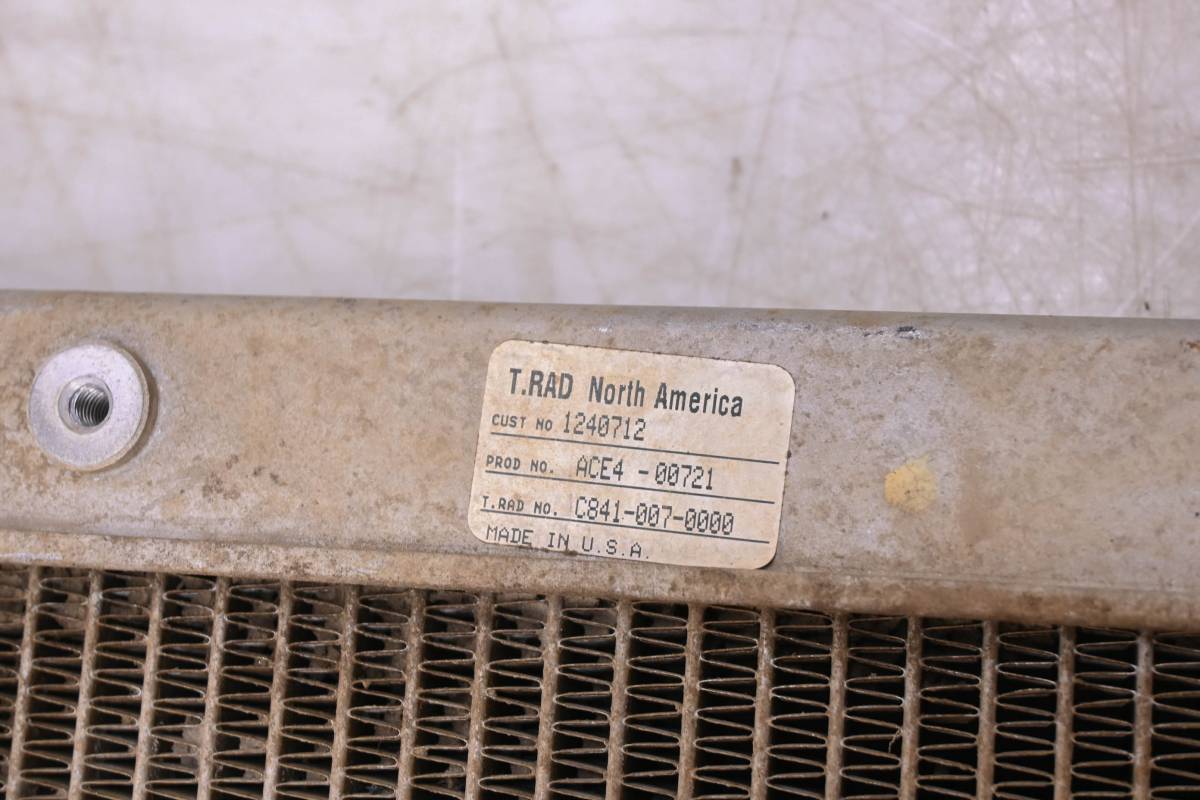 T.RAD North America
CUST NO 1240712
PROD NO. ACE4 -00721
T.RAD NO. C841-007-0000
MADE IN U.S.A.